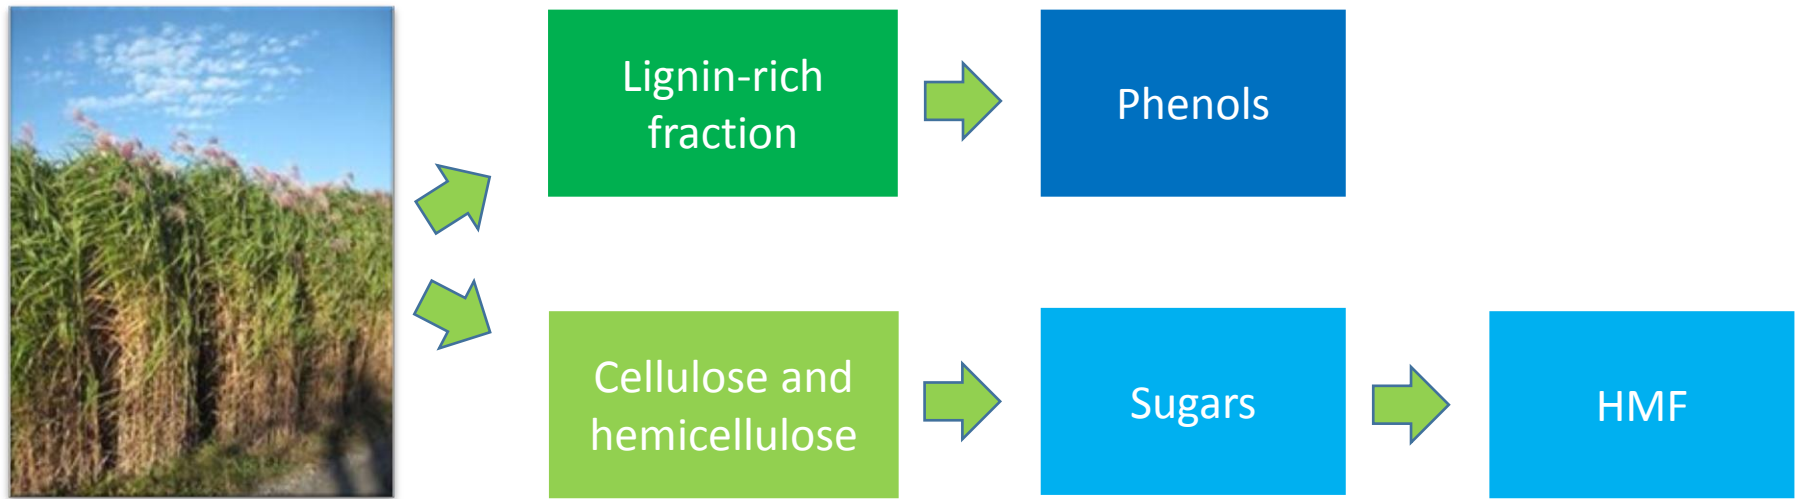 Lignin-rich
fraction
Phenols
Cellulose and
hemicellulose
Sugars
HMF